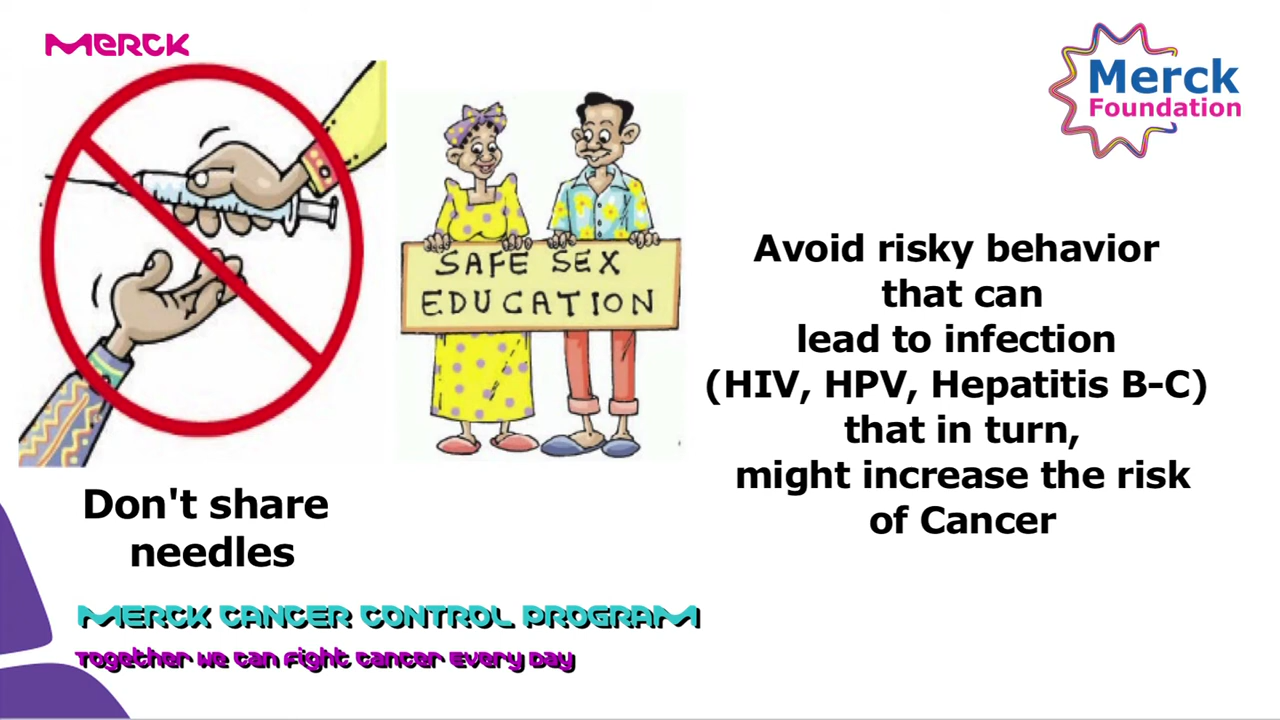 Merck
Merck
Foundation
SAFE SEX
EDUCATION
Avoid risky behavior
that can
lead to infection
(HIV, HPV, Hepatitis B-C)
that in turn,
might increase the risk
of Cancer
Don't share
needles
MERCK CANCER CONTROL PROGRAM
Together We Can Fight Cancer Every Day